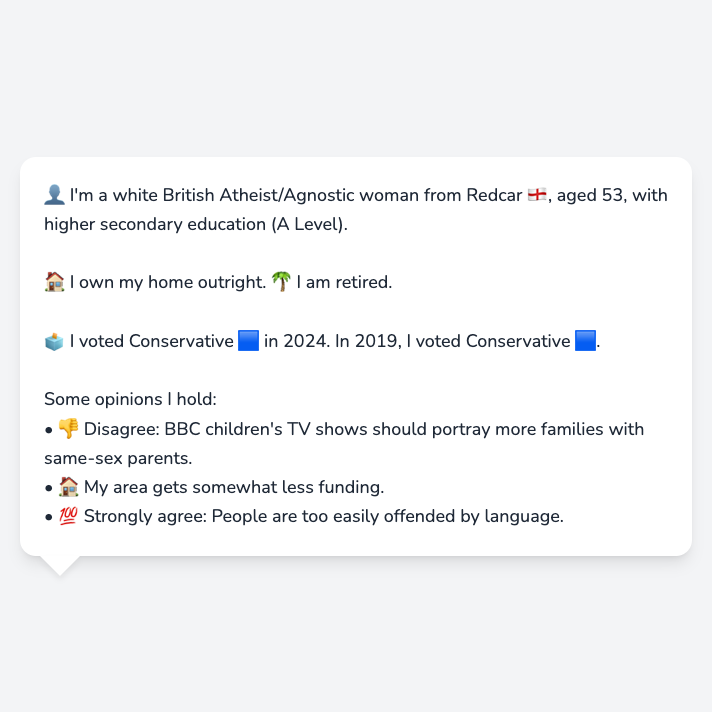 👤 I'm a white British Atheist/Agnostic woman from Redcar 🏴󠁧󠁢󠁥󠁮󠁧󠁿, aged 53, with
higher secondary education (A Level).
🏠 I own my home outright. 🌴 I am retired.
🗳️ I voted Conservative 🟦 in 2024. In 2019, I voted Conservative 🟦.
Some opinions I hold:
• 👎 Disagree: BBC children's TV shows should portray more families with
same-sex parents.
• 🏠 My area gets somewhat less funding.
• 💯 Strongly agree: People are too easily offended by language.